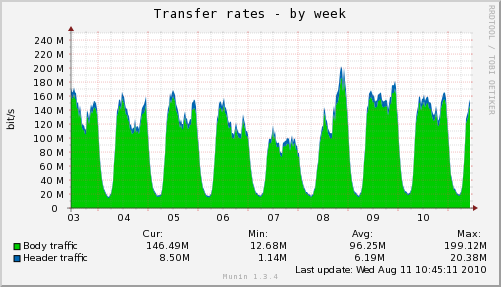 Transfer rates - by week
RRDTOOL / TOBI OETIKER
bit/s
240 M
220 M
200 M
180 M
160 M
140 M
120 M
100 M
80 M
60 M
40 M
20 M
0
03 04 05 06 07 08 09 10
Cur: Min: Avg: Max:
Body traffic 146.49M 12.68M 96.25M 199.12M
Header traffic 8.50M 1.14M 6.19M 20.38M
Last update: Wed Aug 11 10:45:11 2010
Munin 1.3.4